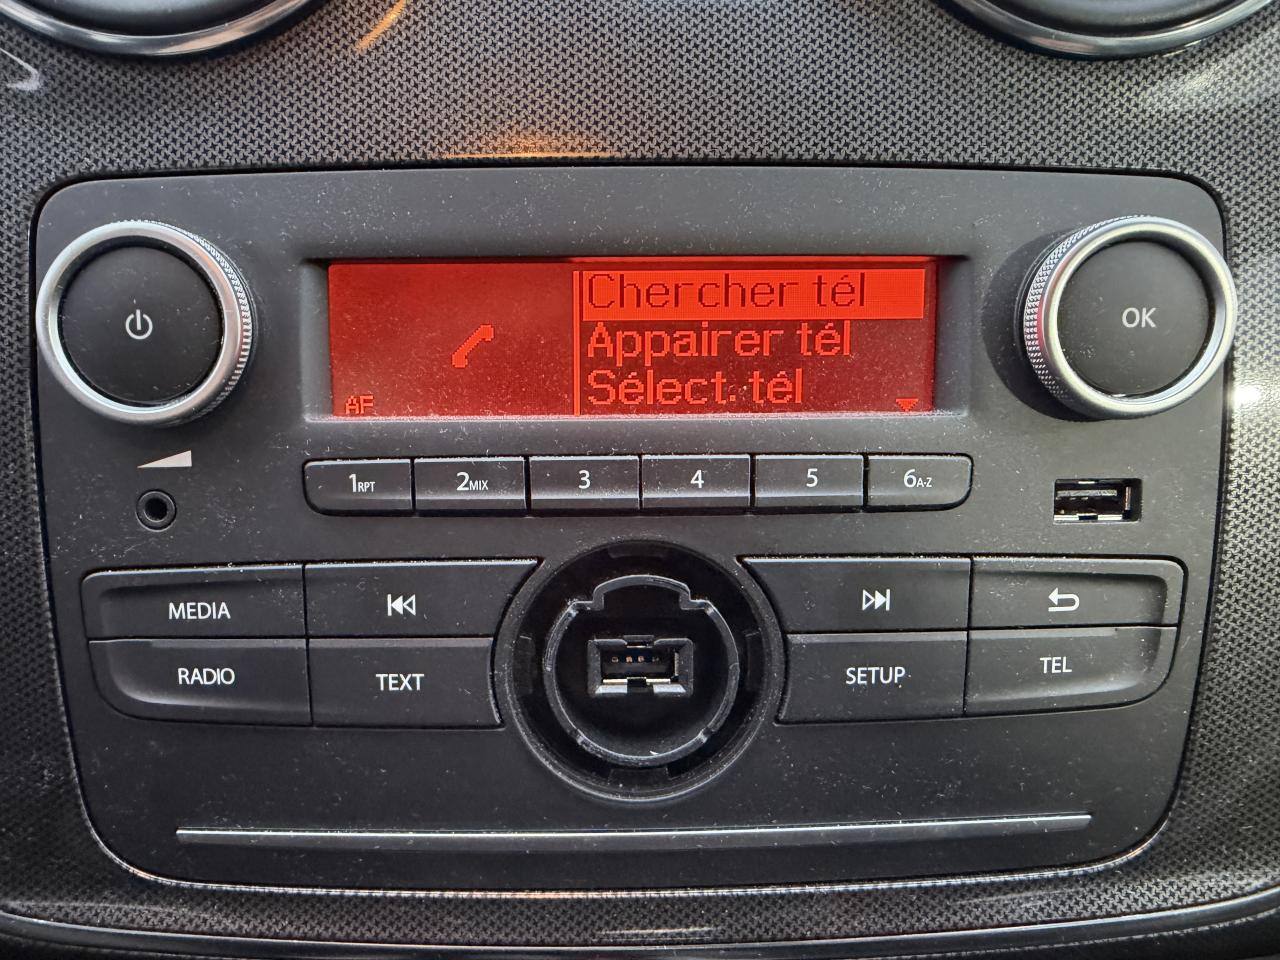 Chercher tél
Appairer tél
Sélect. tél
AF
OK
1RPT
2MIX
3
4
5
6A-Z
MEDIA
RADIO
TEXT
SETUP
TEL